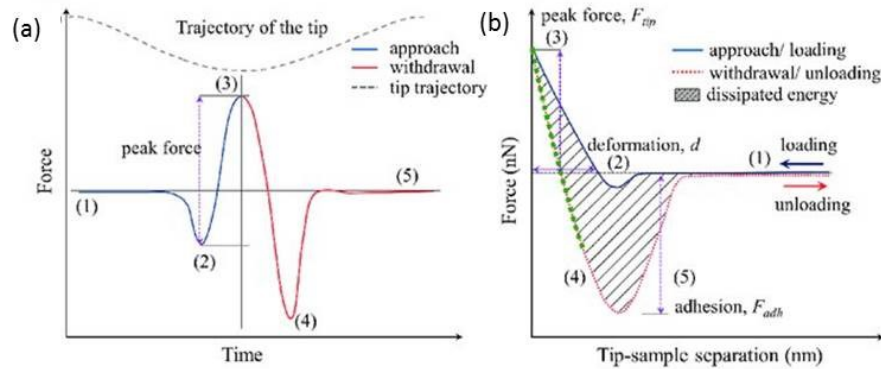 (a)
Trajectory of the tip
approach
withdrawal
tip trajectory
(3)
peak force
(1)
(2)
(5)
(4)
Force
Time
(b)
peak force, Ftip
(3)
approach/ loading
withdrawal/ unloading
dissipated energy
deformation, d
(2)
(1)
loading
unloading
(4)
(5)
adhesion, Fadh
Force (nN)
Tip-sample separation (nm)